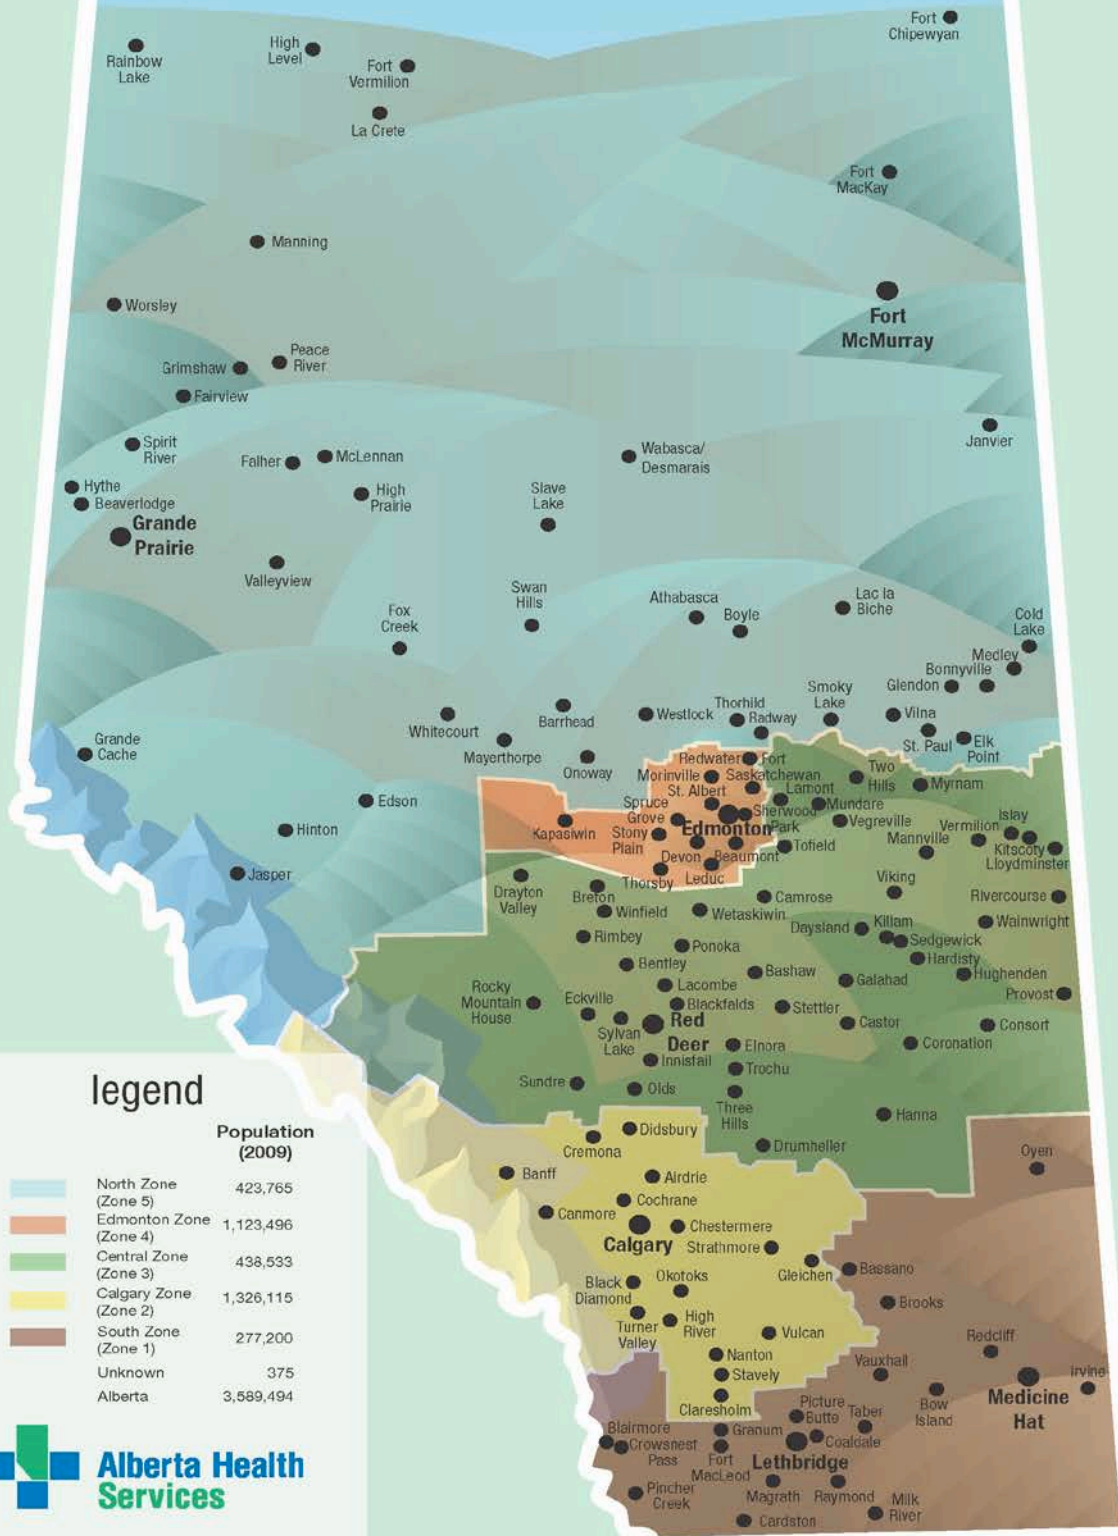 Fort
Chipewyan
Rainbow
Lake
High
Level
Fort
Vermilion
La Crete
Fort
MacKay
Manning
Worsley
Fort
McMurray
Peace
River
Grimshaw
Fairview
Janvier
Spirit
River
Falher
McLennan
Wabasca/
Desmarais
Hythe
Beaverlodge
High
Prairie
Slave
Lake
Grande
Prairie
Valleyview
Swan
Hills
Athabasca
Boyle
Lac la
Biche
Fox
Creek
Cold
Lake
Medley
Bonnyville
Glendon
Whitecourt
Barrhead
Westlock
Thorhild
Radway
Smoky
Lake
Vilna
St. Paul
Elk
Point
Grande
Cache
Mayerthorpe
Onoway
Redwater
Fort
Saskatchewan
Morinville
St. Albert
Lamont
Two
Hills
Myrnam
Edson
Spruce
Grove
Sherwood
Park
Mundare
Vegreville
Islay
Hinton
Kapasiwin
Stony
Plain
Edmonton
Tofield
Mannville
Vermilion
Kitscoty
Lloydminster
Jasper
Devon
Beaumont
Thorsby
Leduc
Viking
Drayton
Valley
Breton
Winfield
Camrose
Rivercourse
Wetaskiwin
Daysland
Killam
Wainwright
Rimbey
Ponoka
Sedgewick
Hardisty
Bentley
Bashaw
Galahad
Hughenden
Rocky
Mountain
House
Eckville
Lacombe
Blackfalds
Stettler
Provost
Sylvan
Lake
Red
Deer
Castor
Consort
Innisfail
Elnora
Coronation
Trochu
Sundre
Olds
Three
Hills
Hanna
Didsbury
Cremona
Drumheller
Oyen
Banff
Airdrie
Canmore
Cochrane
Calgary
Chestermere
Strathmore
Gleichen
Bassano
Black
Diamond
Okotoks
Brooks
Turner
Valley
High
River
Vulcan
Redcliff
Nanton
Stavely
Vauxhall
Irvine
Claresholm
Bow
Island
Medicine
Hat
Picture
Butte
Taber
Blairmore
Crowsnest
Pass
Granum
Fort
MacLeod
Coaldale
Lethbridge
Pincher
Creek
Magrath
Raymond
Milk
River
Cardston
legend
Population
(2009)
North Zone
(Zone 5)
423,765
Edmonton Zone
(Zone 4)
1,123,496
Central Zone
(Zone 3)
438,533
Calgary Zone
(Zone 2)
1,326,115
South Zone
(Zone 1)
277,200
Unknown
375
Alberta
3,589,494
Alberta Health
Services